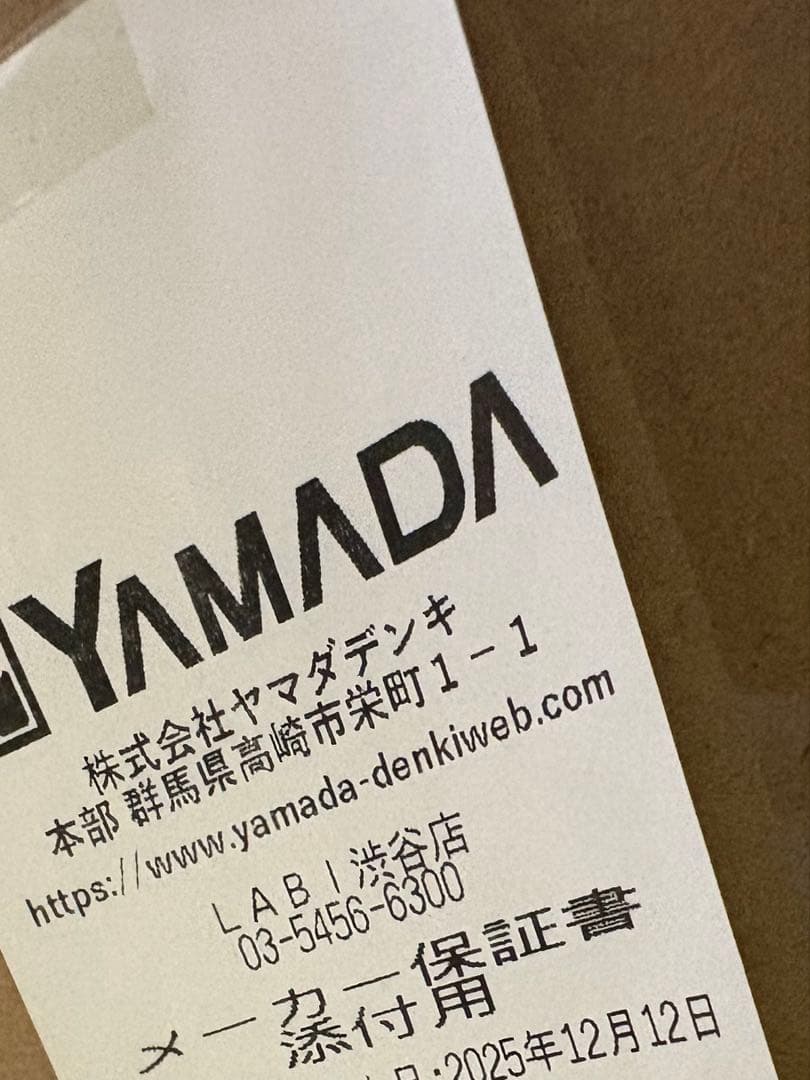 YAMADA
株式会社ヤマダデンキ
本部 群馬県高崎市栄町1-1
https://www.yamada-denkiweb.com
LABI渋谷店
03-5456-6300
メーカー保証書
添付用
日:2025年12月12日